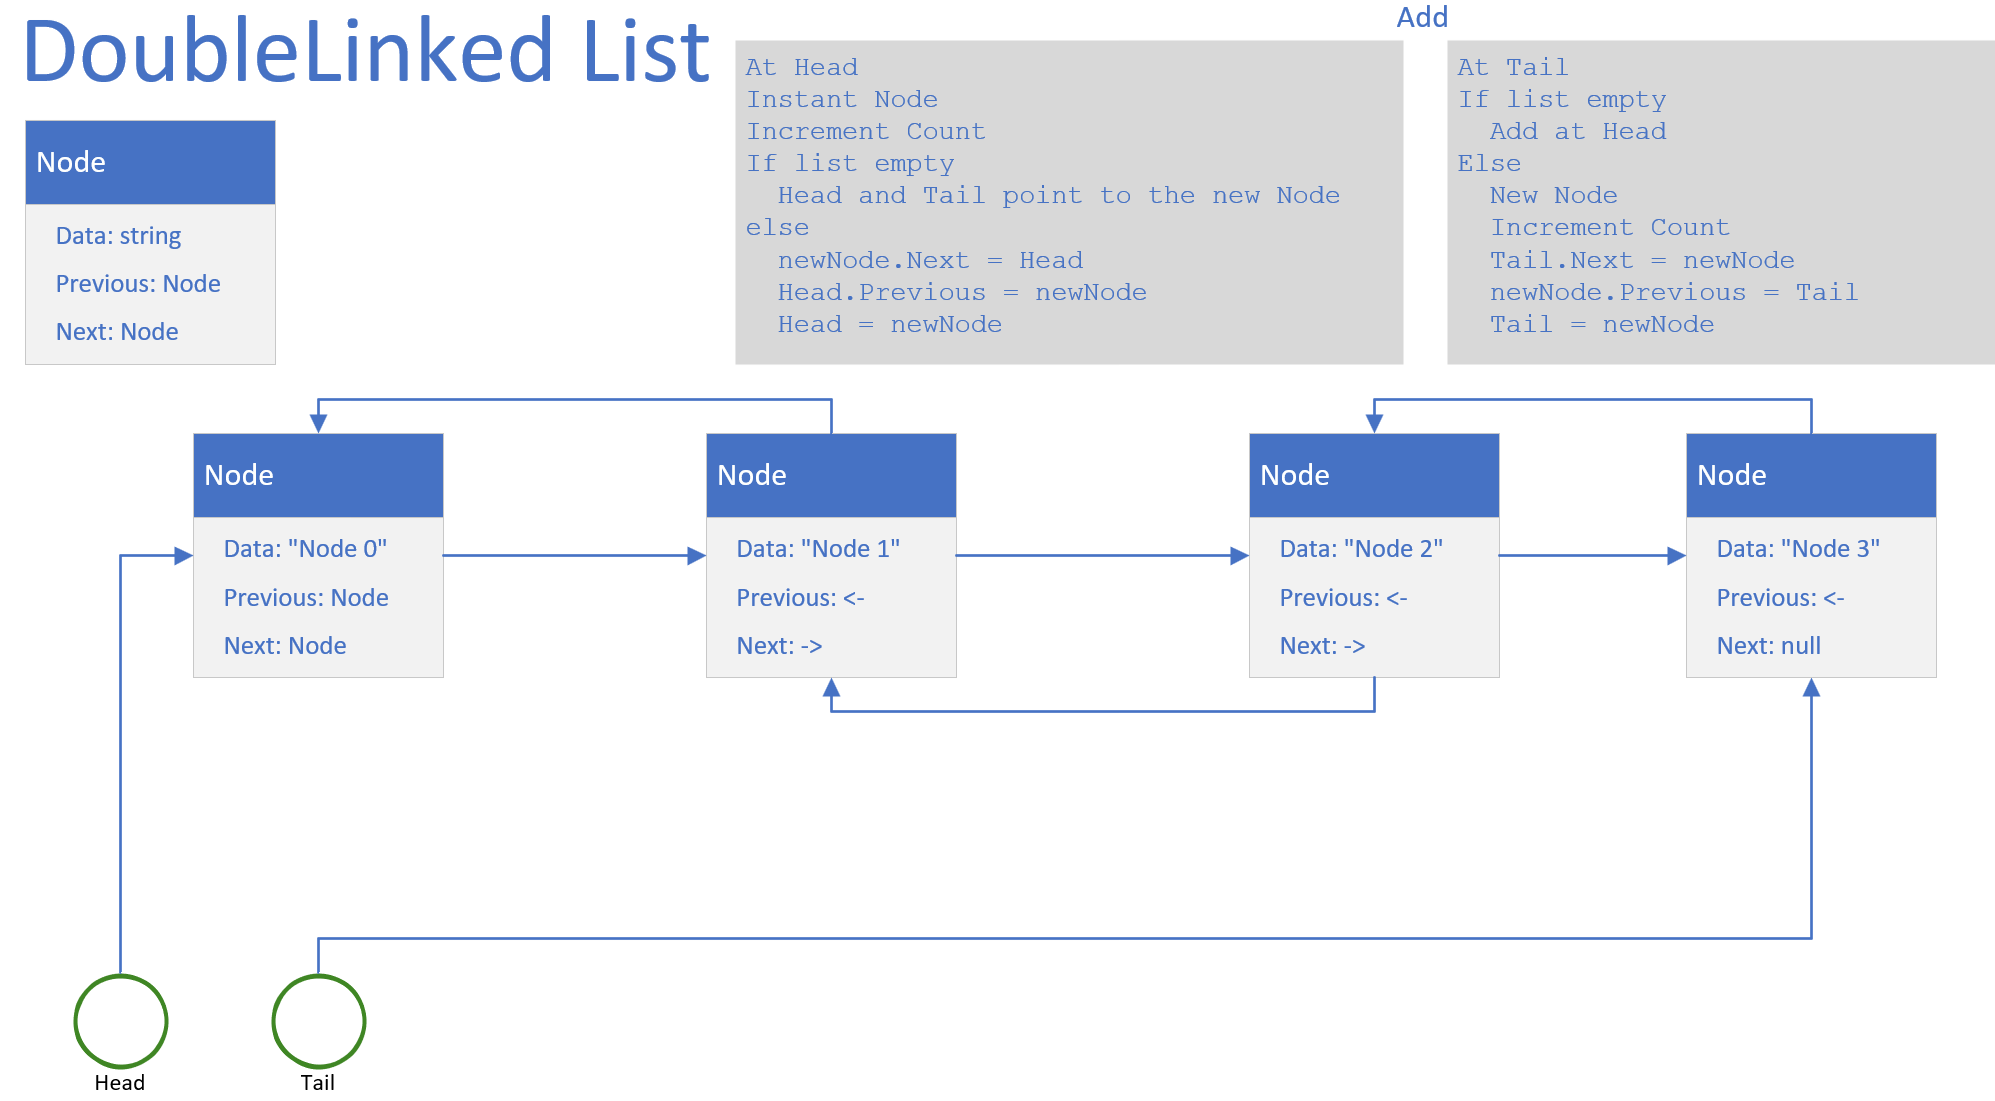 DoubleLinked List
Node
Data: string
Previous: Node
Next: Node
Add
At Head
Instant Node
Increment Count
If list empty
  Head and Tail point to the new Node
else
  newNode.Next = Head
  Head.Previous = newNode
  Head = newNode
At Tail
If list empty
  Add at Head
Else
  New Node
  Increment Count
  Tail.Next = newNode
  newNode.Previous = Tail
  Tail = newNode
Node
Data: "Node 0"
Previous: Node
Next: Node
Node
Data: "Node 1"
Previous: <-
Next: ->
Node
Data: "Node 2"
Previous: <-
Next: ->
Node
Data: "Node 3"
Previous: <-
Next: null
Head
Tail